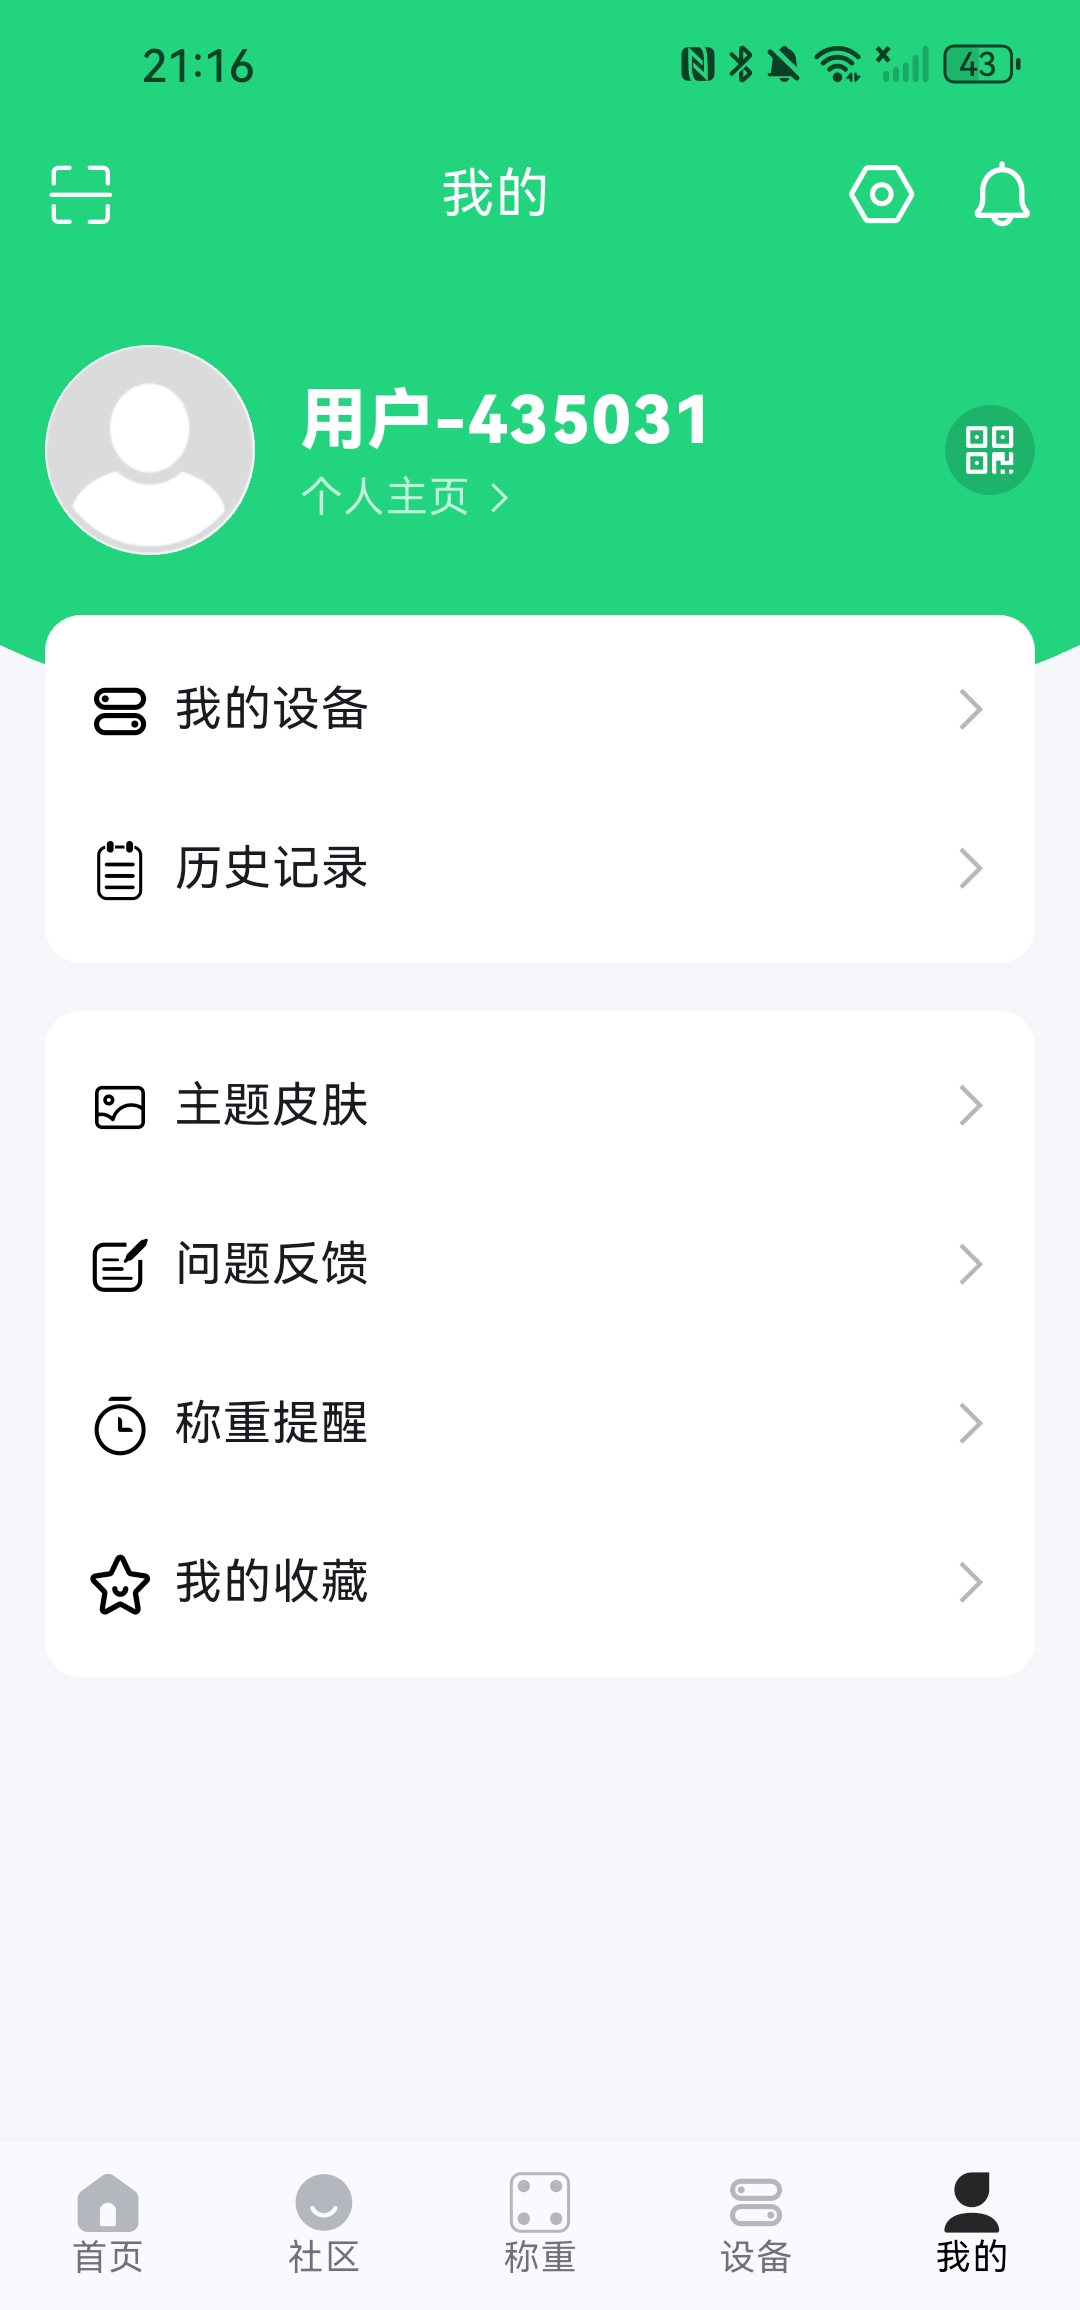 21:16
43
我的
用户-435031
个人主页
我的设备
历史记录
主题皮肤
问题反馈
称重提醒
我的收藏
首页 社区 称重 设备 我的